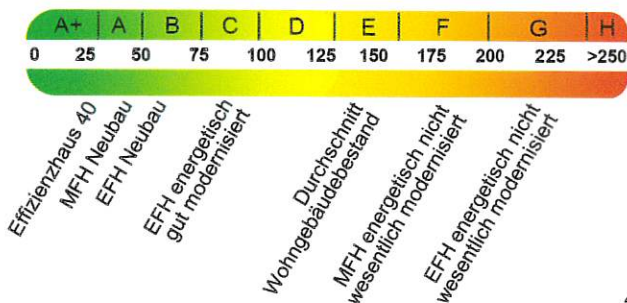 A+ A B C D E F G H
0 25 50 75 100 125 150 175 200 225 >250
Effizienzhaus 40
MFH Neubau
EFH Neubau
EFH energetisch
gut modernisiert
Durchschnitt
Wohngebäudebestand
MFH energetisch nicht
wesentlich modernisiert
EFH energetisch nicht
wesentlich modernisiert